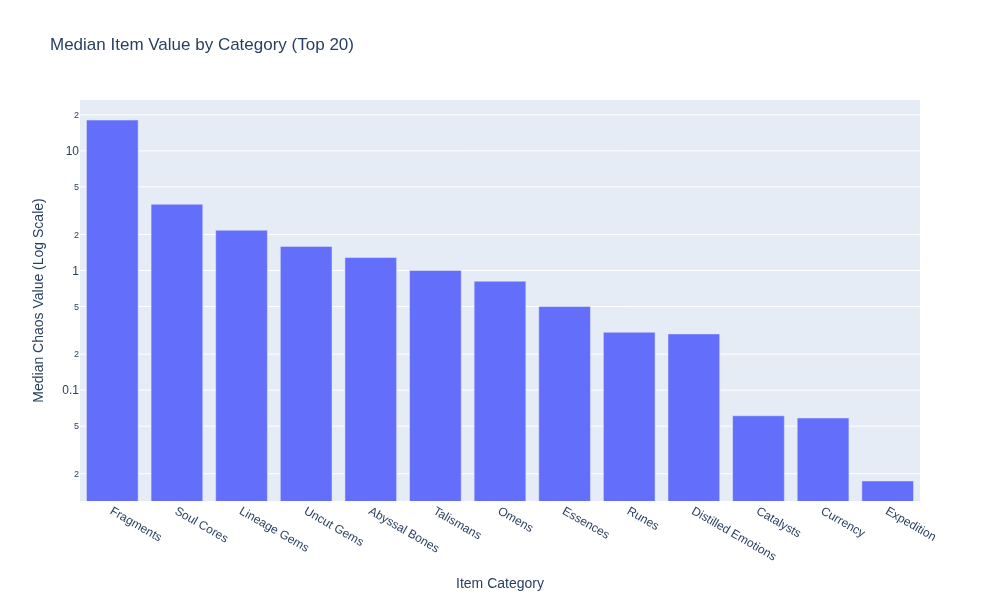 Median Item Value by Category (Top 20)
Median Chaos Value (Log Scale)
2
10
5
2
1
5
2
0.1
5
2
Fragments
Soul Cores
Lineage Gems
Uncut Gems
Abyssal Bones
Talismans
Omens
Essences
Runes
Distilled Emotions
Catalysts
Currency
Expedition
Item Category